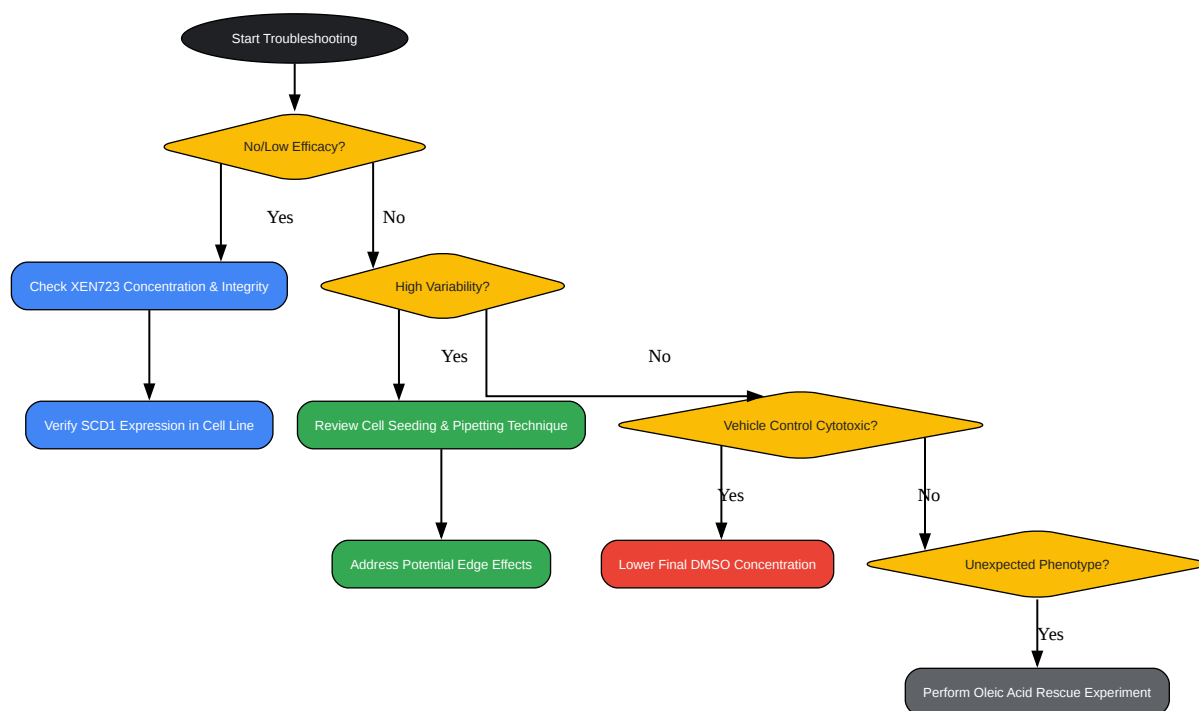 Start Troubleshooting
No/Low Efficacy?
Yes
No
Check XEN723 Concentration & Integrity
High Variability?
Yes
No
Verify SCD1 Expression in Cell Line
Review Cell Seeding & Pipetting Technique
Vehicle Control Cytotoxic?
Yes
No
Address Potential Edge Effects
Lower Final DMSO Concentration
Unexpected Phenotype?
Yes
Perform Oleic Acid Rescue Experiment